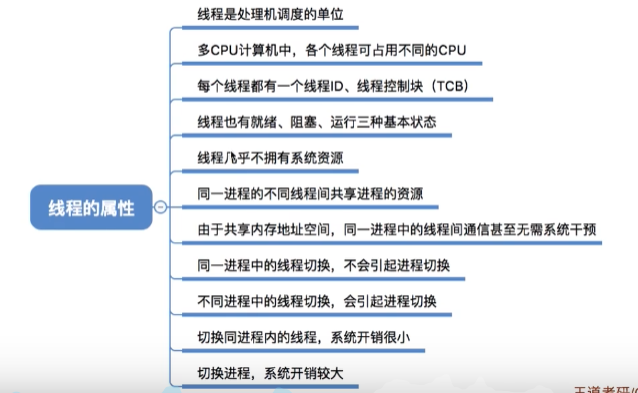 线程是处理机调度的单位
多CPU计算机中，各个线程可占用不同的CPU
每个线程都有一个线程ID、线程控制块（TCB）
线程也有就绪、阻塞、运行三种基本状态
线程几乎不拥有系统资源
线程的属性
同一进程的不同线程间共享进程的资源
由于共享内存地址空间，同一进程中的线程间通信甚至无需系统干预
同一进程中的线程切换，不会引起进程切换
不同进程中的线程切换，会引起进程切换
切换同进程内的线程，系统开销很小
切换进程，系统开销较大